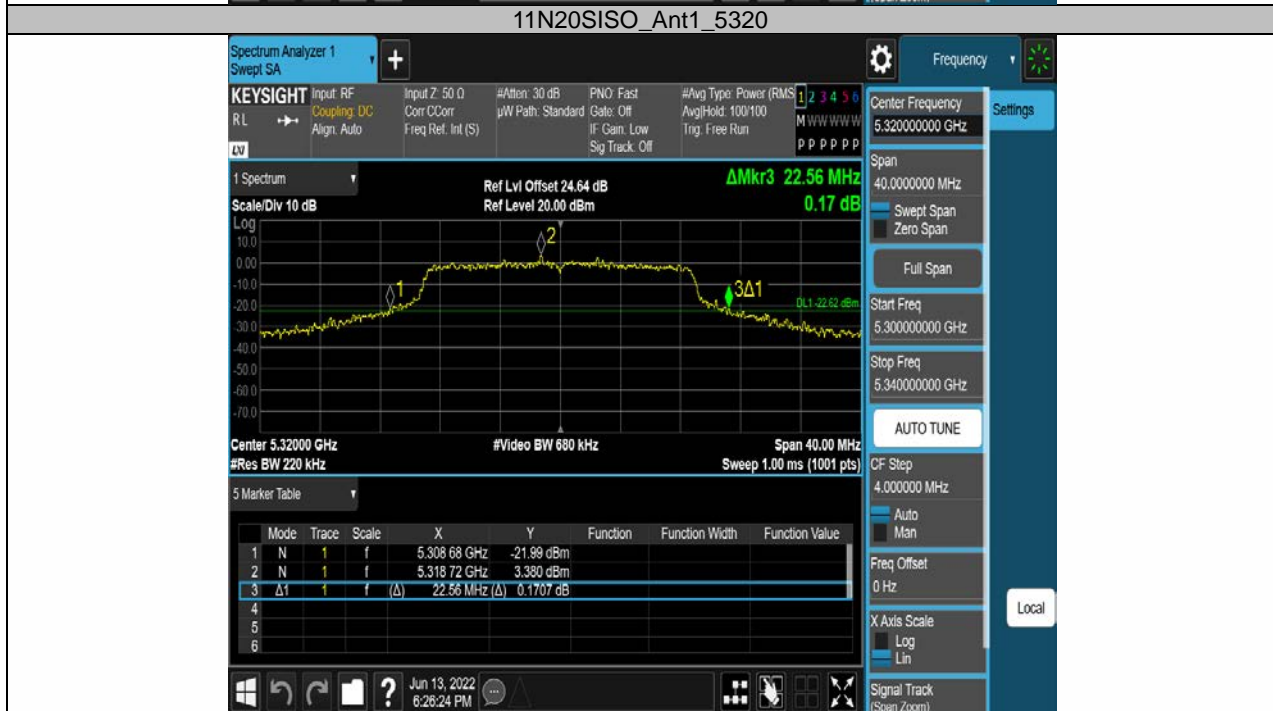 11N20SISO_Ant1_5320
Spectrum Analyzer 1
Swept SA
+
Frequency
KEYSIGHT
RL
LXI
Input: RF
Coupling: DC
Align: Auto
Input Z: 50 Ω
Corr CCorr
Freq Ref: Int (S)
#Atten: 30 dB
µW Path: Standard
PNO: Fast
Gate: Off
IF Gain: Low
Sig Track: Off
#Avg Type: Power (RMS
Avg|Hold: 100/100
Trig: Free Run
1 2 3 4 5 6
M W W W W W
P P P P P P
Center Frequency
5.320000000 GHz
Settings
Span
40.0000000 MHz
Swept Span
Zero Span
Full Span
Start Freq
5.300000000 GHz
Stop Freq
5.340000000 GHz
AUTO TUNE
CF Step
4.000000 MHz
Auto
Man
Freq Offset
0 Hz
X Axis Scale
Log
Lin
Local
Signal Track
(Span Zoom)
1 Spectrum
Scale/Div 10 dB
Ref Lvl Offset 24.64 dB
Ref Level 20.00 dBm
ΔMkr3 22.56 MHz
0.17 dB
Log
10.0
0.00
-10.0
-20.0
-30.0
-40.0
-50.0
-60.0
-70.0
1
2
3Δ1
DL1 -22.62 dBm
Center 5.32000 GHz
#Video BW 680 kHz
Span 40.00 MHz
#Res BW 220 kHz
Sweep 1.00 ms (1001 pts)
5 Marker Table
Mode Trace Scale X Y Function Function Width Function Value
1 N 1 f 5.308 68 GHz -21.99 dBm
2 N 1 f 5.318 72 GHz 3.380 dBm
3 Δ1 1 f (Δ) 22.56 MHz (Δ) 0.1707 dB
4
5
6
?
Jun 13, 2022
6:26:24 PM